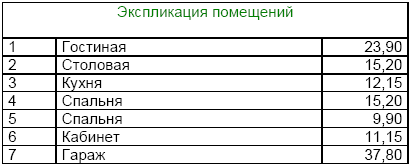 Экспликация помещений
1 Гостиная 23,90
2 Столовая 15,20
3 Кухня 12,15
4 Спальня 15,20
5 Спальня 9,90
6 Кабинет 11,15
7 Гараж 37,80